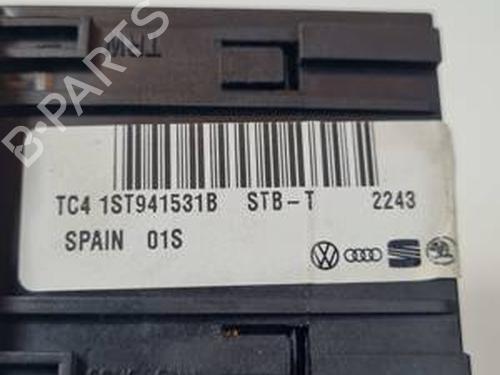 B-PARTS
TC4 1ST941531B STB-T 2243
SPAIN 01S